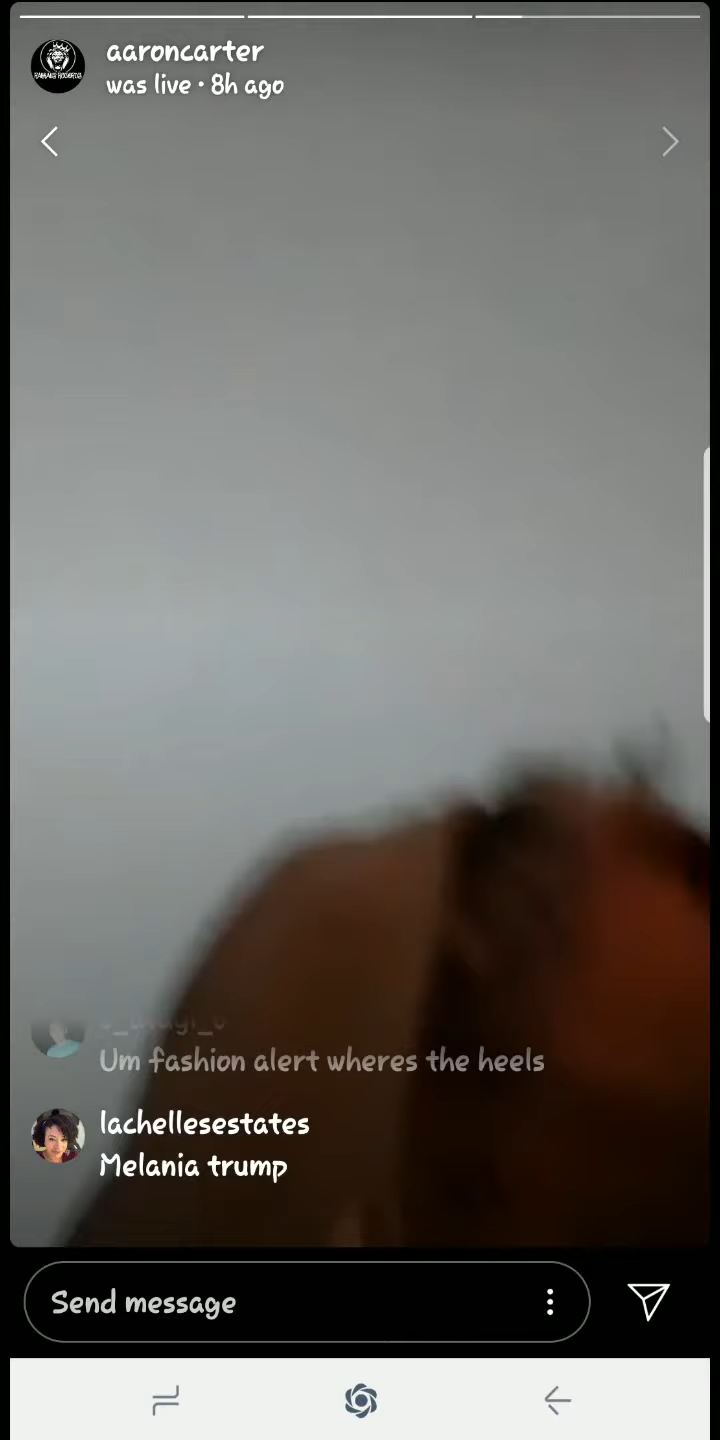 aaroncarter
was live • 8h ago
Um fashion alert wheres the heels
lachellesestates
Melania trump
Send message